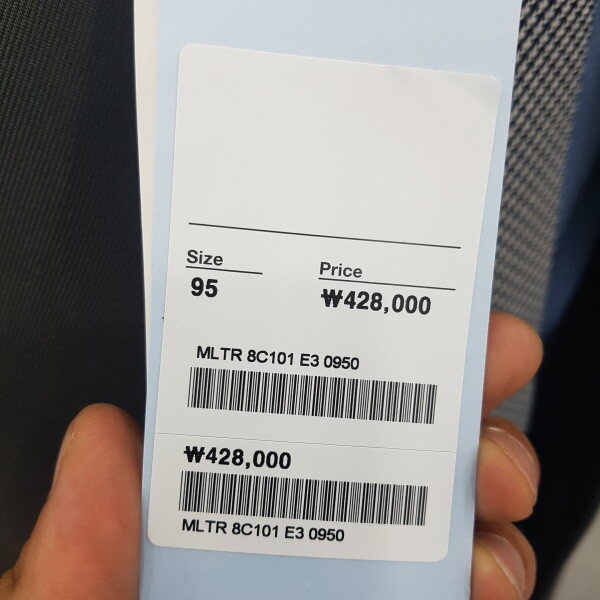 Size Price
95 ₩428,000
MLTR 8C101 E3 0950
₩428,000
MLTR 8C101 E3 0950